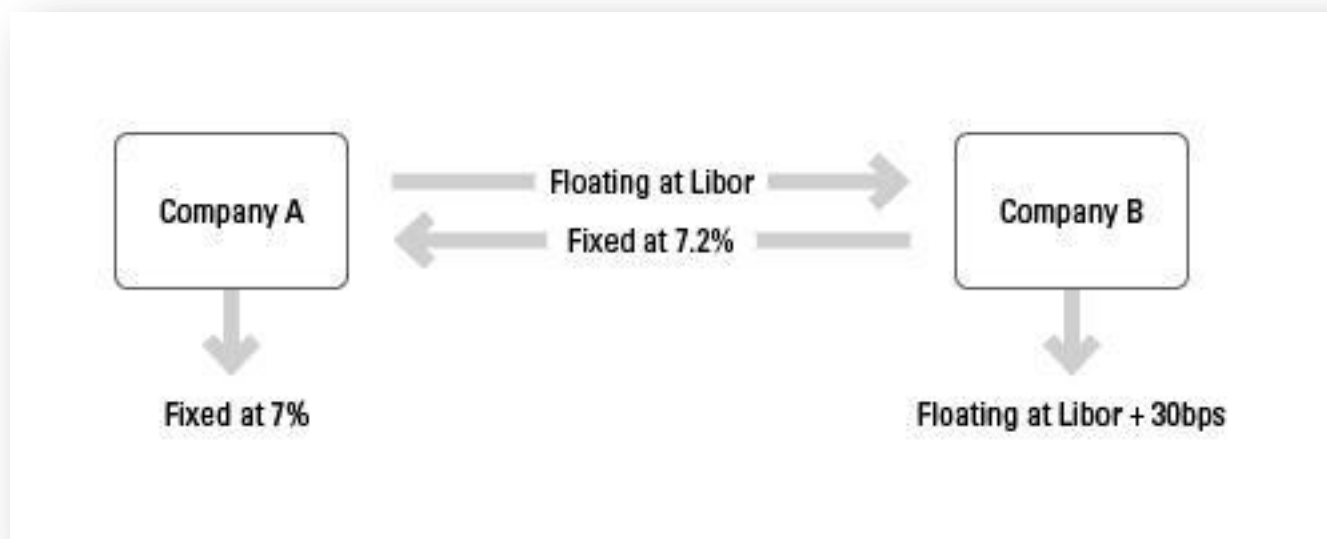 Floating at Libor
Company A
Company B
Fixed at 7.2%
Fixed at 7%
Floating at Libor + 30bps